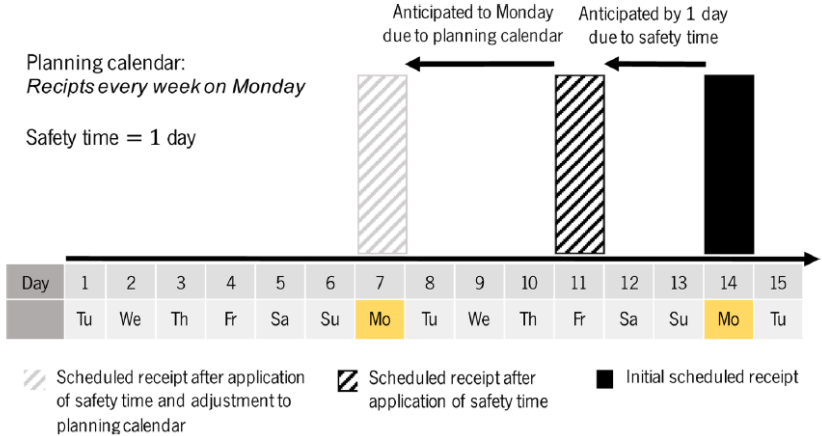 Anticipated to Monday
due to planning calendar
Anticipated by 1 day
due to safety time
Planning calendar:
Recipts every week on Monday
Safety time = 1 day
Day 1 2 3 4 5 6 7 8 9 10 11 12 13 14 15
Tu We Th Fr Sa Su Mo Tu We Th Fr Sa Su Mo Tu
Scheduled receipt after application
of safety time and adjustment to
planning calendar
Scheduled receipt after
application of safety time
Initial scheduled receipt